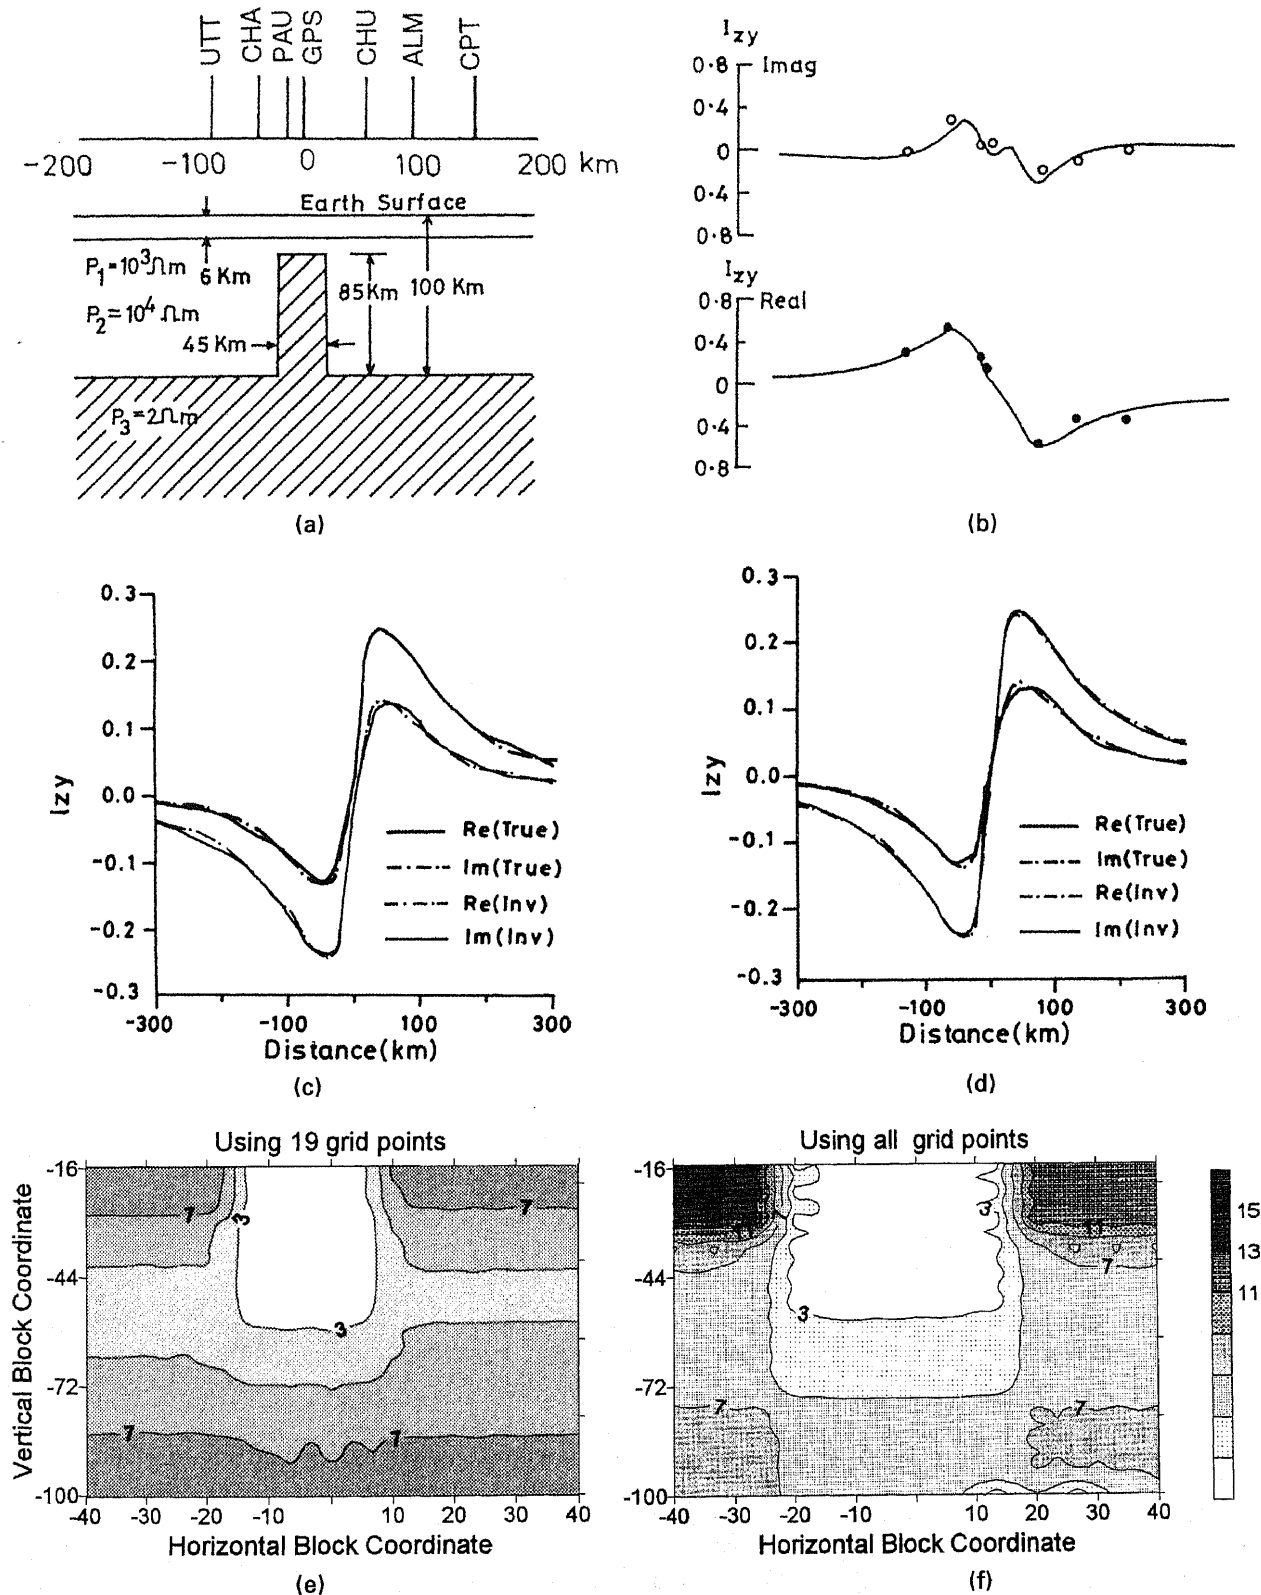 UTT CHA PAU GPS CHU ALM CPT
-200 -100 0 100 200 km
Earth Surface
P1=10^3Ωm 6 Km
85Km 100 Km
P2=10^4 Ωm
45 Km
P3=2Ωm
(a)
Izy
0·8 Imag
0·4
0
0·4
0·8
Izy
0·8 Real
0·4
0
0·4
0·8
(b)
0.3
0.2
0.1
0.0
-0.1
-0.2
-0.3
Izy
Re(True)
Im(True)
Re(Inv)
Im(Inv)
-300 -100 100 300
Distance(km)
(c)
0.3
0.2
0.1
0.0
-0.1
-0.2
-0.3
Izy
Re(True)
Im(True)
Re(Inv)
Im(Inv)
-300 -100 100 300
Distance(km)
(d)
Using 19 grid points
Vertical Block Coordinate
-16
-44
-72
-100
7 3 7
3
7 7
-40 -30 -20 -10 0 10 20 30 40
Horizontal Block Coordinate
(e)
Using all grid points
-16
-44
-72
-100
3
11 11
7
3
7 7
-40 -30 -20 -10 0 10 20 30 40
Horizontal Block Coordinate
(f)
15
13
11